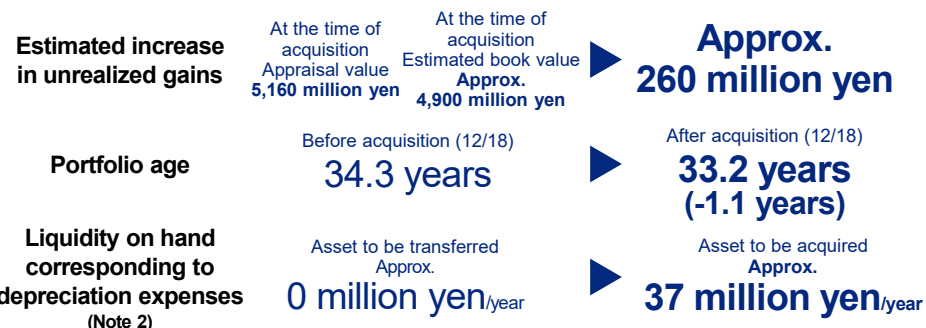 Estimated increase
in unrealized gains
At the time of
acquisition
Appraisal value
5,160 million yen
At the time of
acquisition
Estimated book value
Approx.
4,900 million yen
Approx.
260 million yen
Portfolio age
Before acquisition (12/18)
34.3 years
After acquisition (12/18)
33.2 years
(-1.1 years)
Liquidity on hand
corresponding to
depreciation expenses
(Note 2)
Asset to be transferred
Approx.
0 million yen/year
Asset to be acquired
Approx.
37 million yen/year